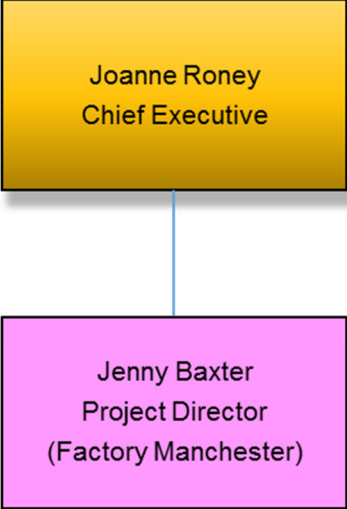 Joanne Roney
Chief Executive
Jenny Baxter
Project Director
(Factory Manchester)